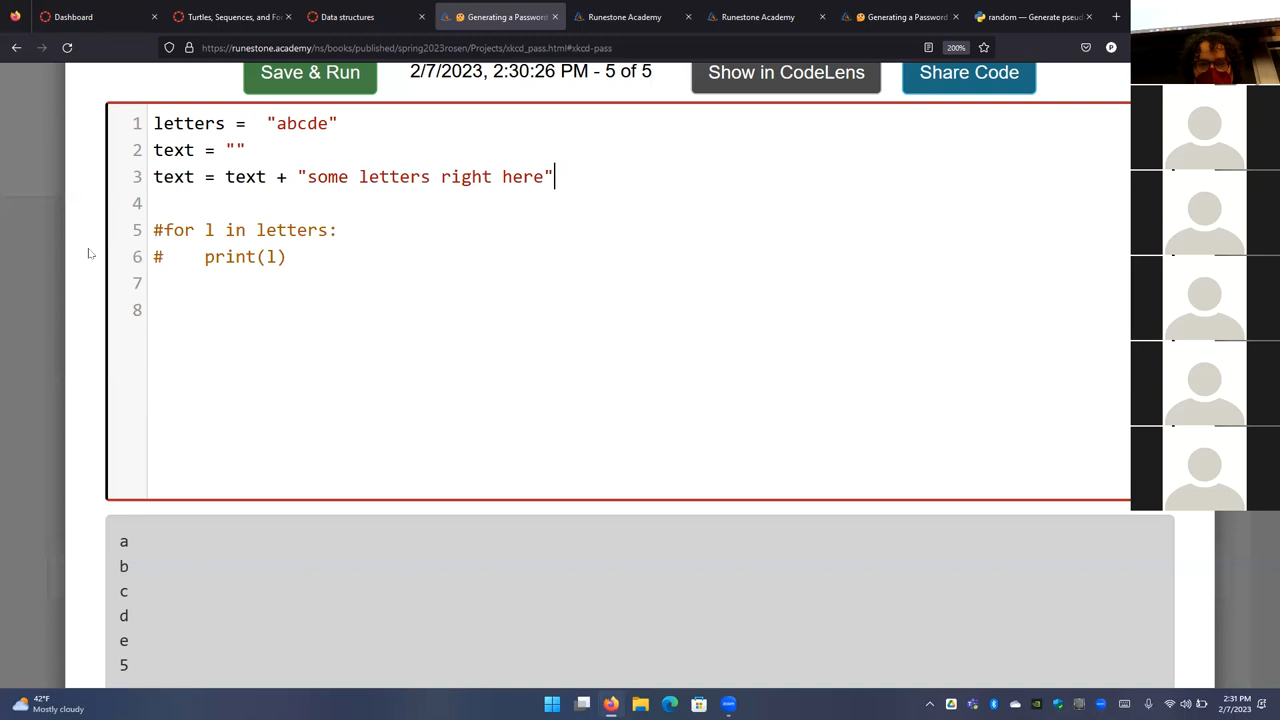 Dashboard
Turtles, Sequences, and Fo
Data structures
Generating a Password
Runestone Academy
Runestone Academy
Generating a Password
random — Generate pseud
https://runestone.academy/ns/books/published/spring2023rosen/Projects/xkcd_pass.html#xkcd-pass
200%
P
Save & Run
2/7/2023, 2:30:26 PM - 5 of 5
Show in CodeLens
Share Code
1 letters =  "abcde"
2 text = ""
3 text = text + "some letters right here"
4
5 #for l in letters:
6 #    print(l)
7
8
a
b
c
d
e
5
42°F
Mostly cloudy
2:31 PM
2/7/2023